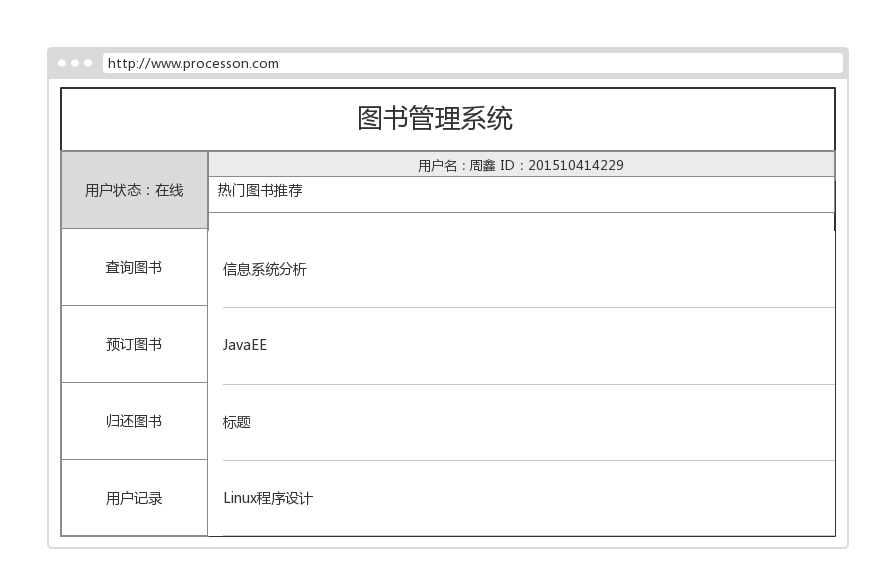 http://www.processon.com
图书管理系统
用户名：周鑫 ID：201510414229
用户状态：在线
热门图书推荐
查询图书
信息系统分析
预订图书
JavaEE
归还图书
标题
用户记录
Linux程序设计